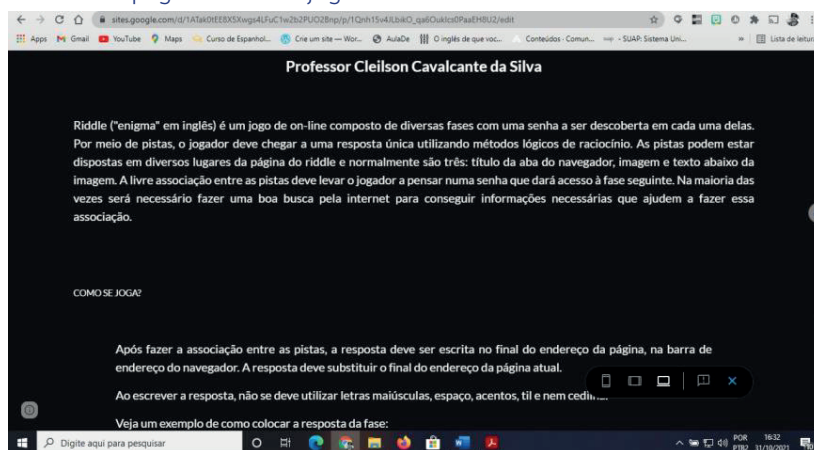 sites.google.com/d/1ATak0tEE8X5Xwgs4LFuC1w2b2PUO2Bnp/p/1Qnh15v4JLbikO_qa6Ouklcs0PaaEH8U2/edit
Apps Gmail YouTube Maps Curso de Espanhol... Crie um site — Wor... AulaDe O inglês de que voc... Conteúdos - Comun... - SUAP: Sistema Uni... » Lista de leitura
Professor Cleilson Cavalcante da Silva
Riddle ("enigma" em inglês) é um jogo de on-line composto de diversas fases com uma senha a ser descoberta em cada uma delas.
Por meio de pistas, o jogador deve chegar a uma resposta única utilizando métodos lógicos de raciocínio. As pistas podem estar
dispostas em diversos lugares da página do riddle e normalmente são três: título da aba do navegador, imagem e texto abaixo da
imagem. A livre associação entre as pistas deve levar o jogador a pensar numa senha que dará acesso à fase seguinte. Na maioria das
vezes será necessário fazer uma boa busca pela internet para conseguir informações necessárias que ajudem a fazer essa
associação.
COMO SE JOGA?
Após fazer a associação entre as pistas, a resposta deve ser escrita no final do endereço da página, na barra de
endereço do navegador. A resposta deve substituir o final do endereço da página atual.
Ao escrever a resposta, não se deve utilizar letras maiúsculas, espaço, acentos, til e nem
Veja um exemplo de como colocar a resposta da fase:
Digite aqui para pesquisar
POR 16:32
PTB2 31/10/2021